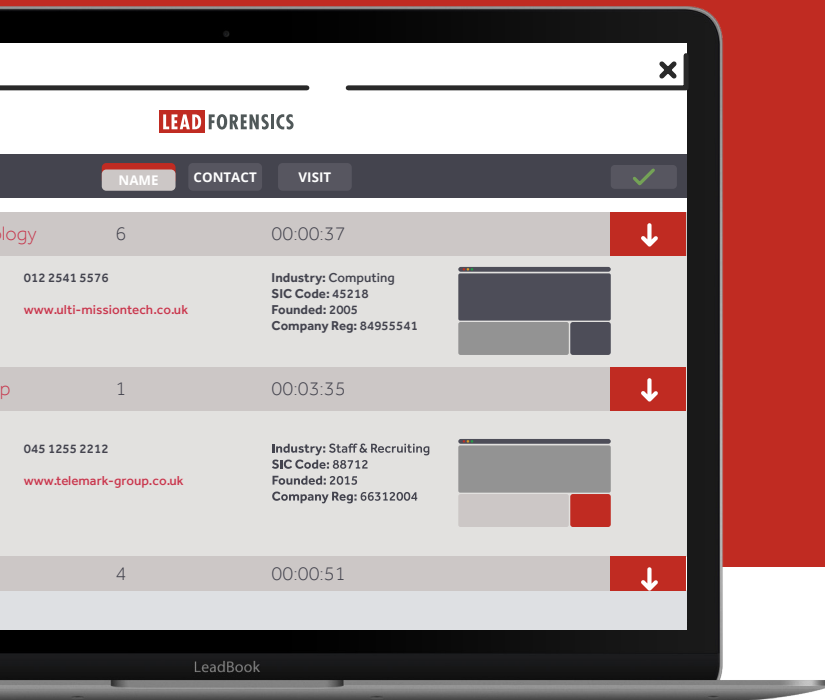 LEAD FORENSICS
NAME CONTACT VISIT
ology 6 00:00:37
012 2541 5576
www.ulti-missiontech.co.uk
Industry: Computing
SIC Code: 45218
Founded: 2005
Company Reg: 84955541
p 1 00:03:35
045 1255 2212
www.telemark-group.co.uk
Industry: Staff & Recruiting
SIC Code: 88712
Founded: 2015
Company Reg: 66312004
4 00:00:51
LeadBook